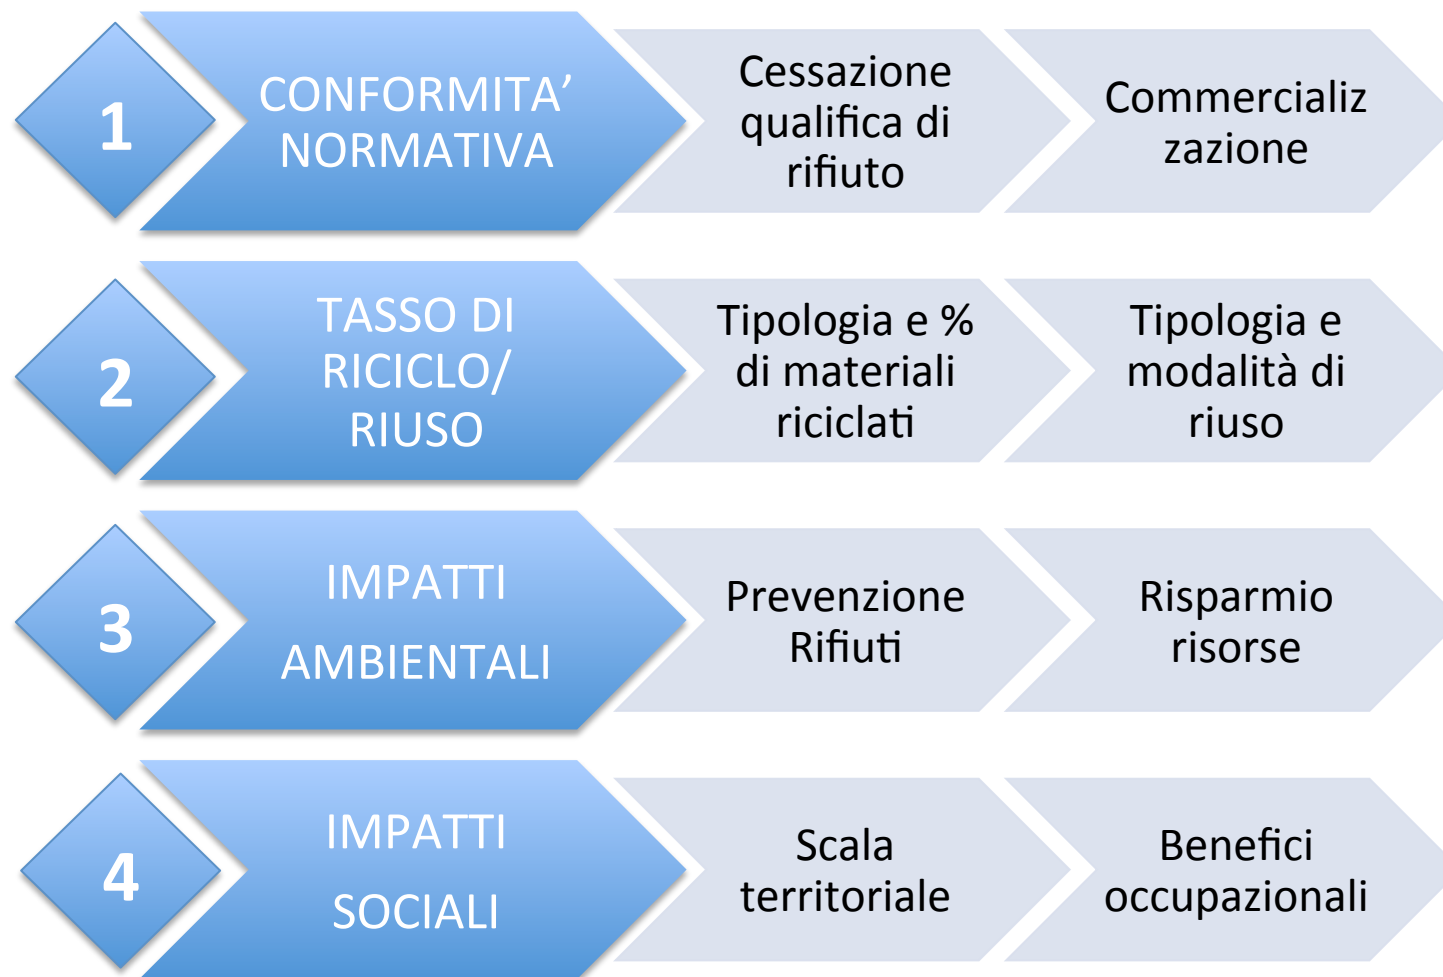 1
CONFORMITA’
NORMATIVA
Cessazione
qualifica di
rifiuto
Commercializ
zazione
2
TASSO DI
RICICLO/
RIUSO
Tipologia e %
di materiali
riciclati
Tipologia e
modalità di
riuso
3
IMPATTI
AMBIENTALI
Prevenzione
Rifiuti
Risparmio
risorse
4
IMPATTI
SOCIALI
Scala
territoriale
Benefici
occupazionali